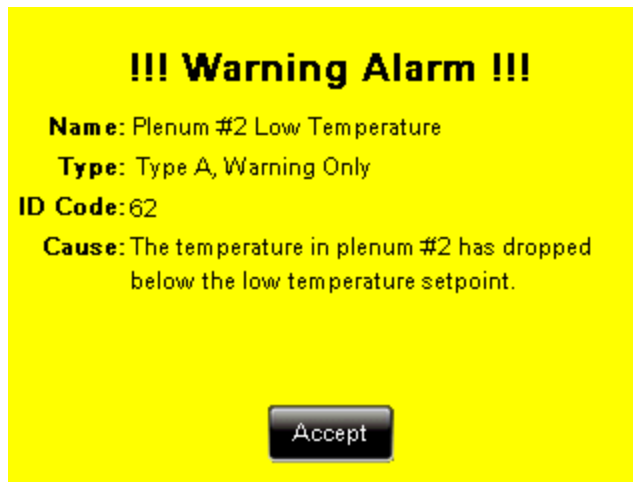 !!! Warning Alarm !!!
Name: Plenum #2 Low Temperature
Type: Type A, Warning Only
ID Code: 62
Cause: The temperature in plenum #2 has dropped
below the low temperature setpoint.
Accept